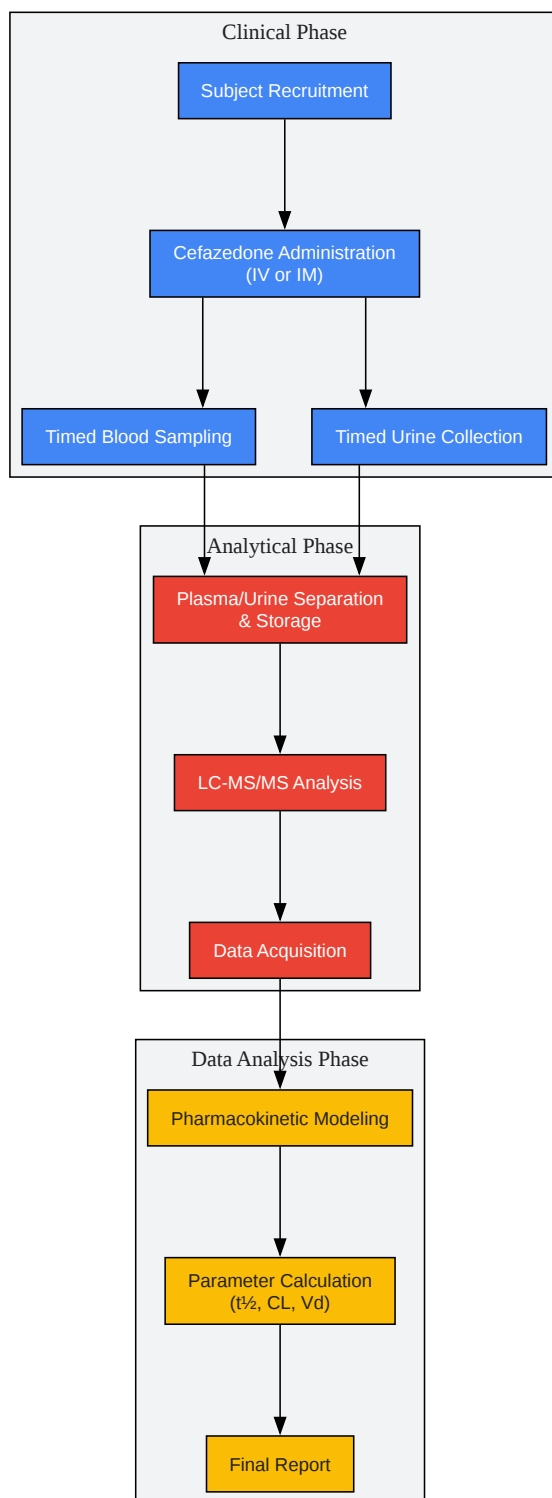 Clinical Phase
Subject Recruitment
Cefazedone Administration
(IV or IM)
Timed Blood Sampling
Timed Urine Collection
Analytical Phase
Plasma/Urine Separation
& Storage
LC-MS/MS Analysis
Data Acquisition
Data Analysis Phase
Pharmacokinetic Modeling
Parameter Calculation
(t½, CL, Vd)
Final Report